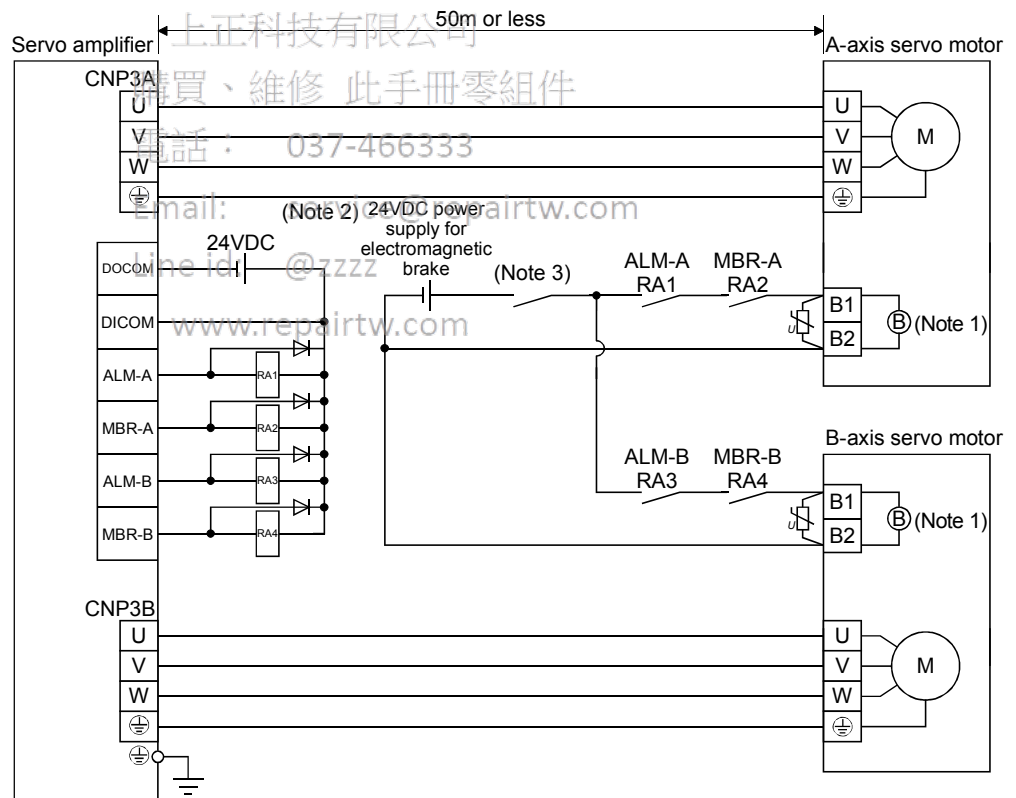 50m or less
上正科技有限公司
Servo amplifier
A-axis servo motor
CNP3A
購買、維修 此手冊零組件
U
V
W
U
V
W
M
電話： 037-466333
Email: service@repairtw.com
(Note 2)
24VDC power
supply for
electromagnetic
brake
24VDC
Line id: @zzzz
(Note 3)
www.repairtw.com
DOCOM
DICOM
ALM-A
MBR-A
ALM-B
MBR-B
RA1
RA2
RA3
RA4
ALM-A
RA1
MBR-A
RA2
U
B1
B2
B
(Note 1)
B-axis servo motor
ALM-B
RA3
MBR-B
RA4
U
B1
B2
B
(Note 1)
CNP3B
U
V
W
U
V
W
M